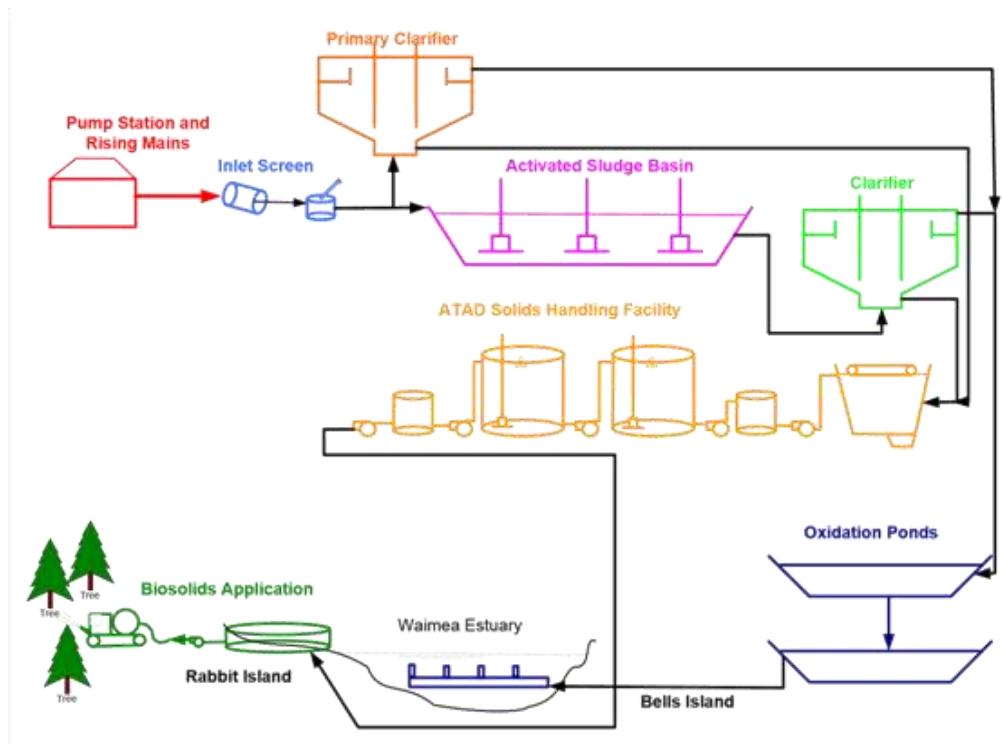 Primary Clarifier
Pump Station and
Rising Mains
Inlet Screen
Activated Sludge Basin
Clarifier
ATAD Solids Handling Facility
Oxidation Ponds
Tree
Biosolids Application
Tree
Waimea Estuary
Rabbit Island
Bells Island
Tree